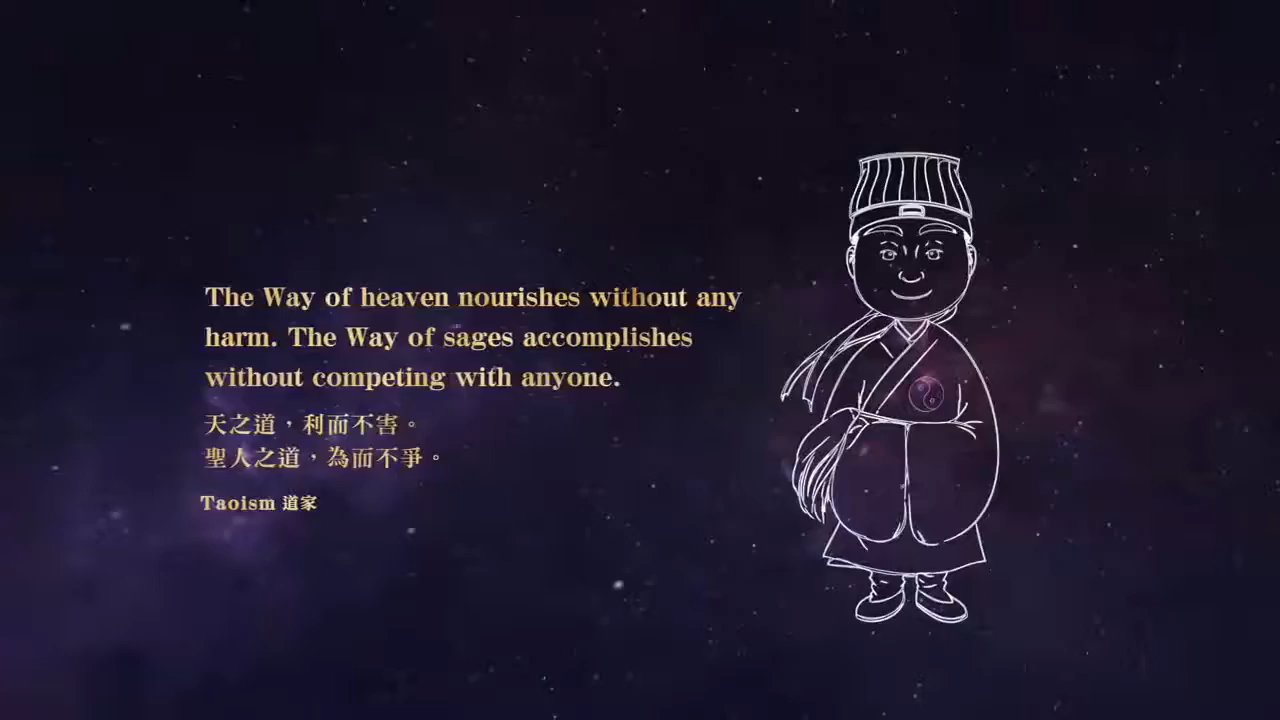 The Way of heaven nourishes without any
harm. The Way of sages accomplishes
without competing with anyone.
天之道，利而不害。
聖人之道，為而不爭。
Taoism 道家